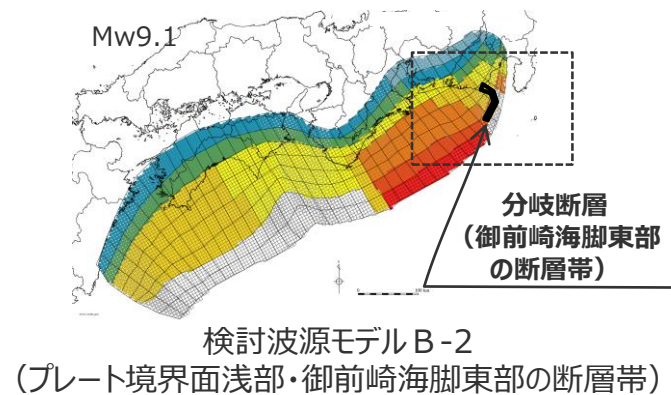 Mw9.1
分岐断層
(御前崎海脚東部
の断層帯)
検討波源モデルB-2
(プレート境界面浅部・御前崎海脚東部の断層帯)